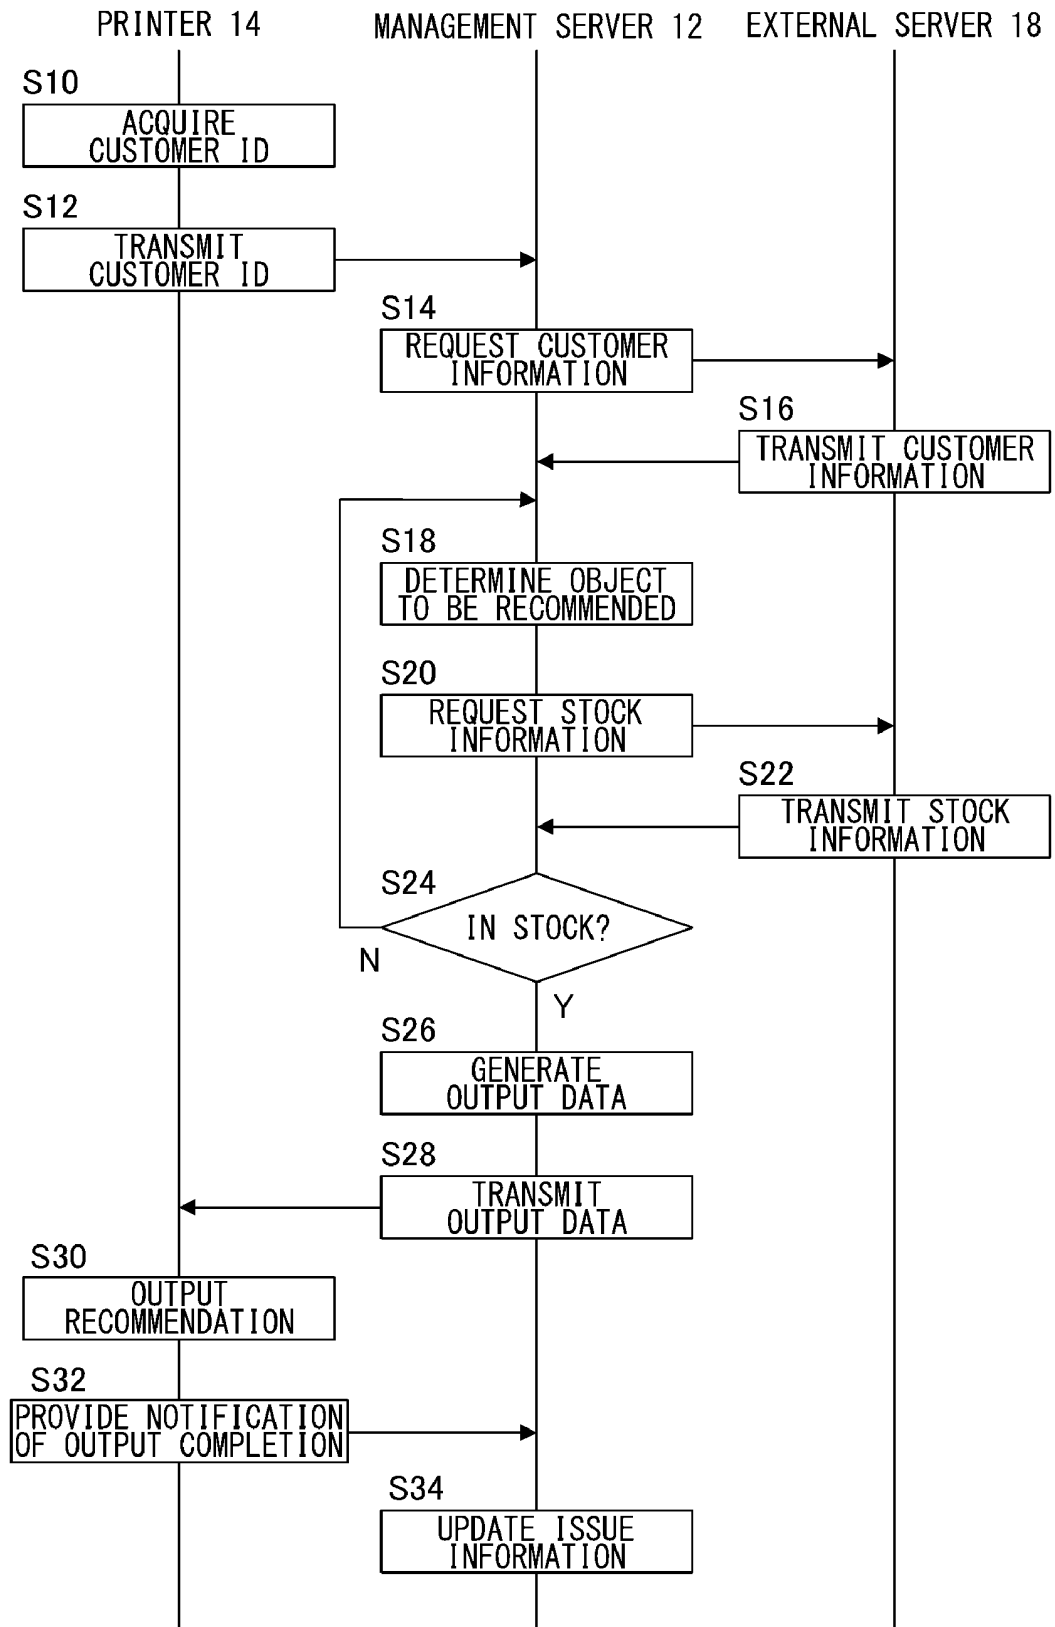 PRINTER 14
MANAGEMENT SERVER 12
EXTERNAL SERVER 18
S10
ACQUIRE
CUSTOMER ID
S12
TRANSMIT
CUSTOMER ID
S14
REQUEST CUSTOMER
INFORMATION
S16
TRANSMIT CUSTOMER
INFORMATION
S18
DETERMINE OBJECT
TO BE RECOMMENDED
S20
REQUEST STOCK
INFORMATION
S22
TRANSMIT STOCK
INFORMATION
S24
IN STOCK?
N
Y
S26
GENERATE
OUTPUT DATA
S28
TRANSMIT
OUTPUT DATA
S30
OUTPUT
RECOMMENDATION
S32
PROVIDE NOTIFICATION
OF OUTPUT COMPLETION
S34
UPDATE ISSUE
INFORMATION